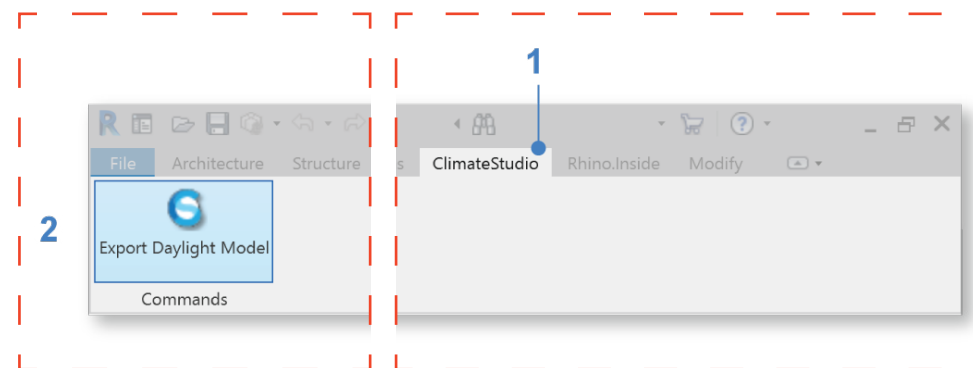 1
R
File Architecture Structure s ClimateStudio Rhino.Inside Modify
2
Export Daylight Model
Commands